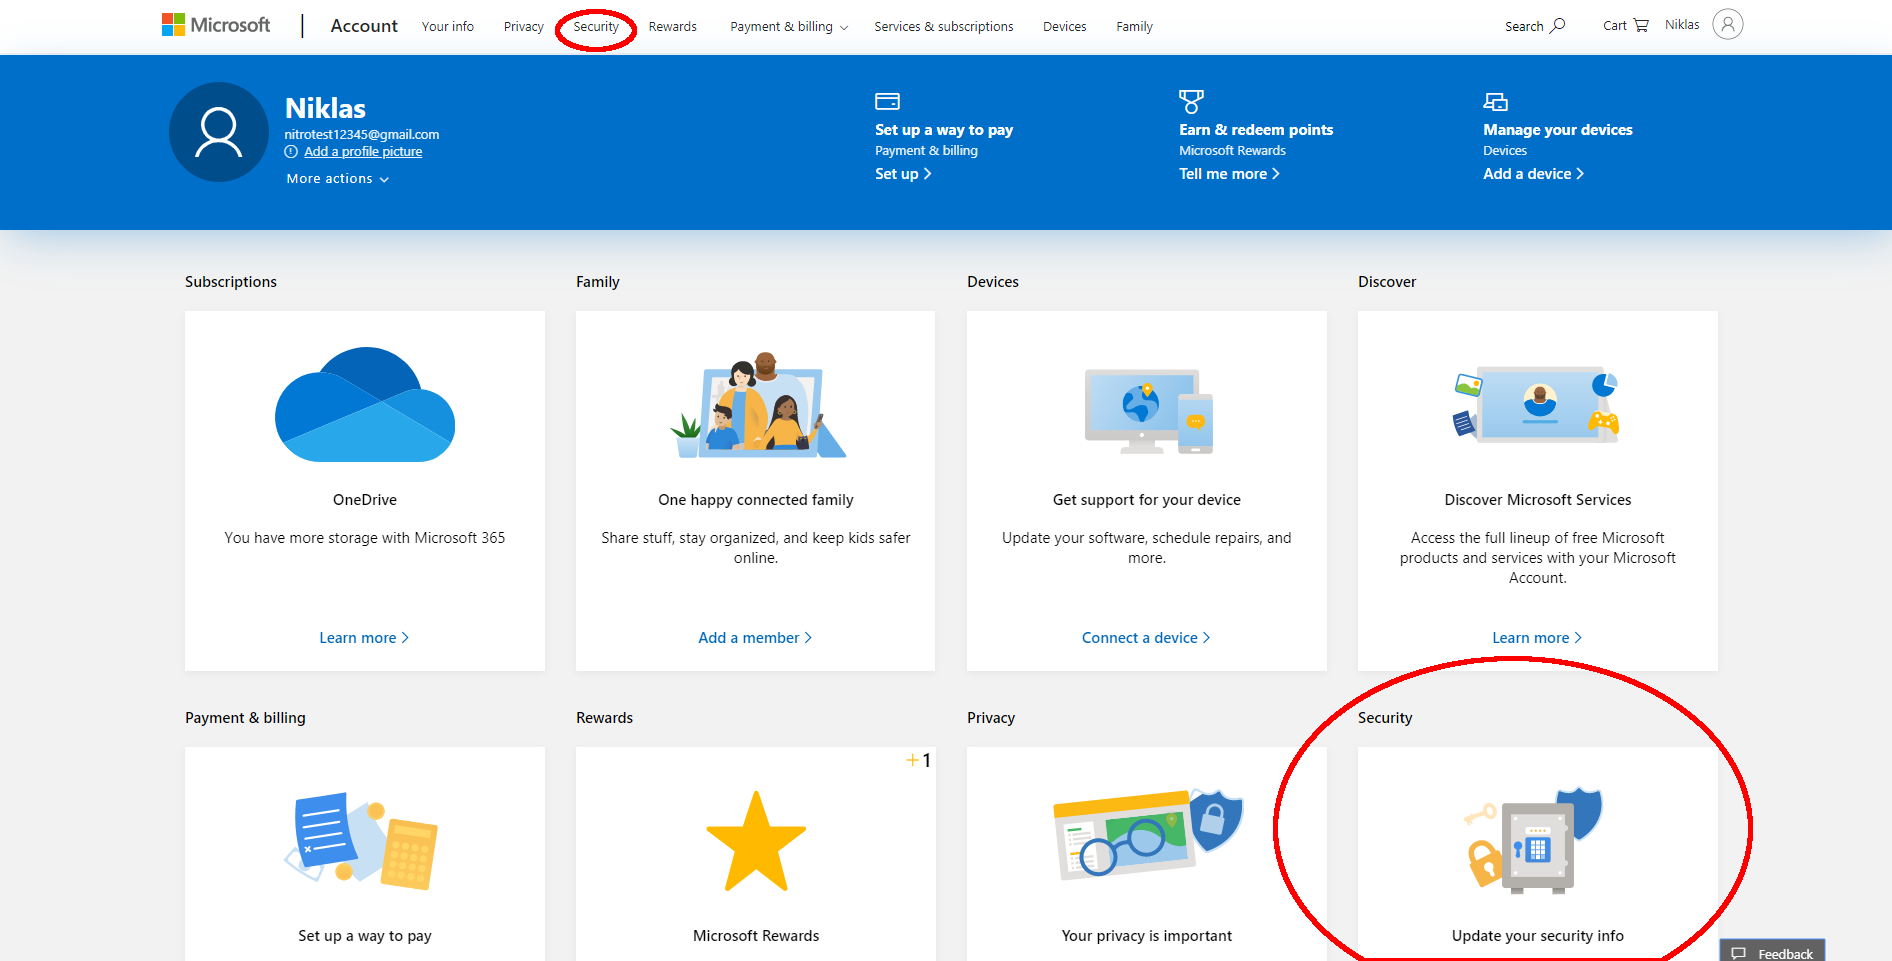 Microsoft
Account
Your info
Privacy
Security
Rewards
Payment & billing
Services & subscriptions
Devices
Family
Search
Cart
Niklas
Niklas
nitrotest12345@gmail.com
Add a profile picture
More actions
Set up a way to pay
Payment & billing
Set up
Earn & redeem points
Microsoft Rewards
Tell me more
Manage your devices
Devices
Add a device
Subscriptions
OneDrive
You have more storage with Microsoft 365
Learn more
Family
One happy connected family
Share stuff, stay organized, and keep kids safer
online.
Add a member
Devices
Get support for your device
Update your software, schedule repairs, and
more.
Connect a device
Discover
Discover Microsoft Services
Access the full lineup of free Microsoft
products and services with your Microsoft
Account.
Learn more
Payment & billing
Set up a way to pay
Rewards
+1
Microsoft Rewards
Privacy
Your privacy is important
Security
Update your security info
Feedback